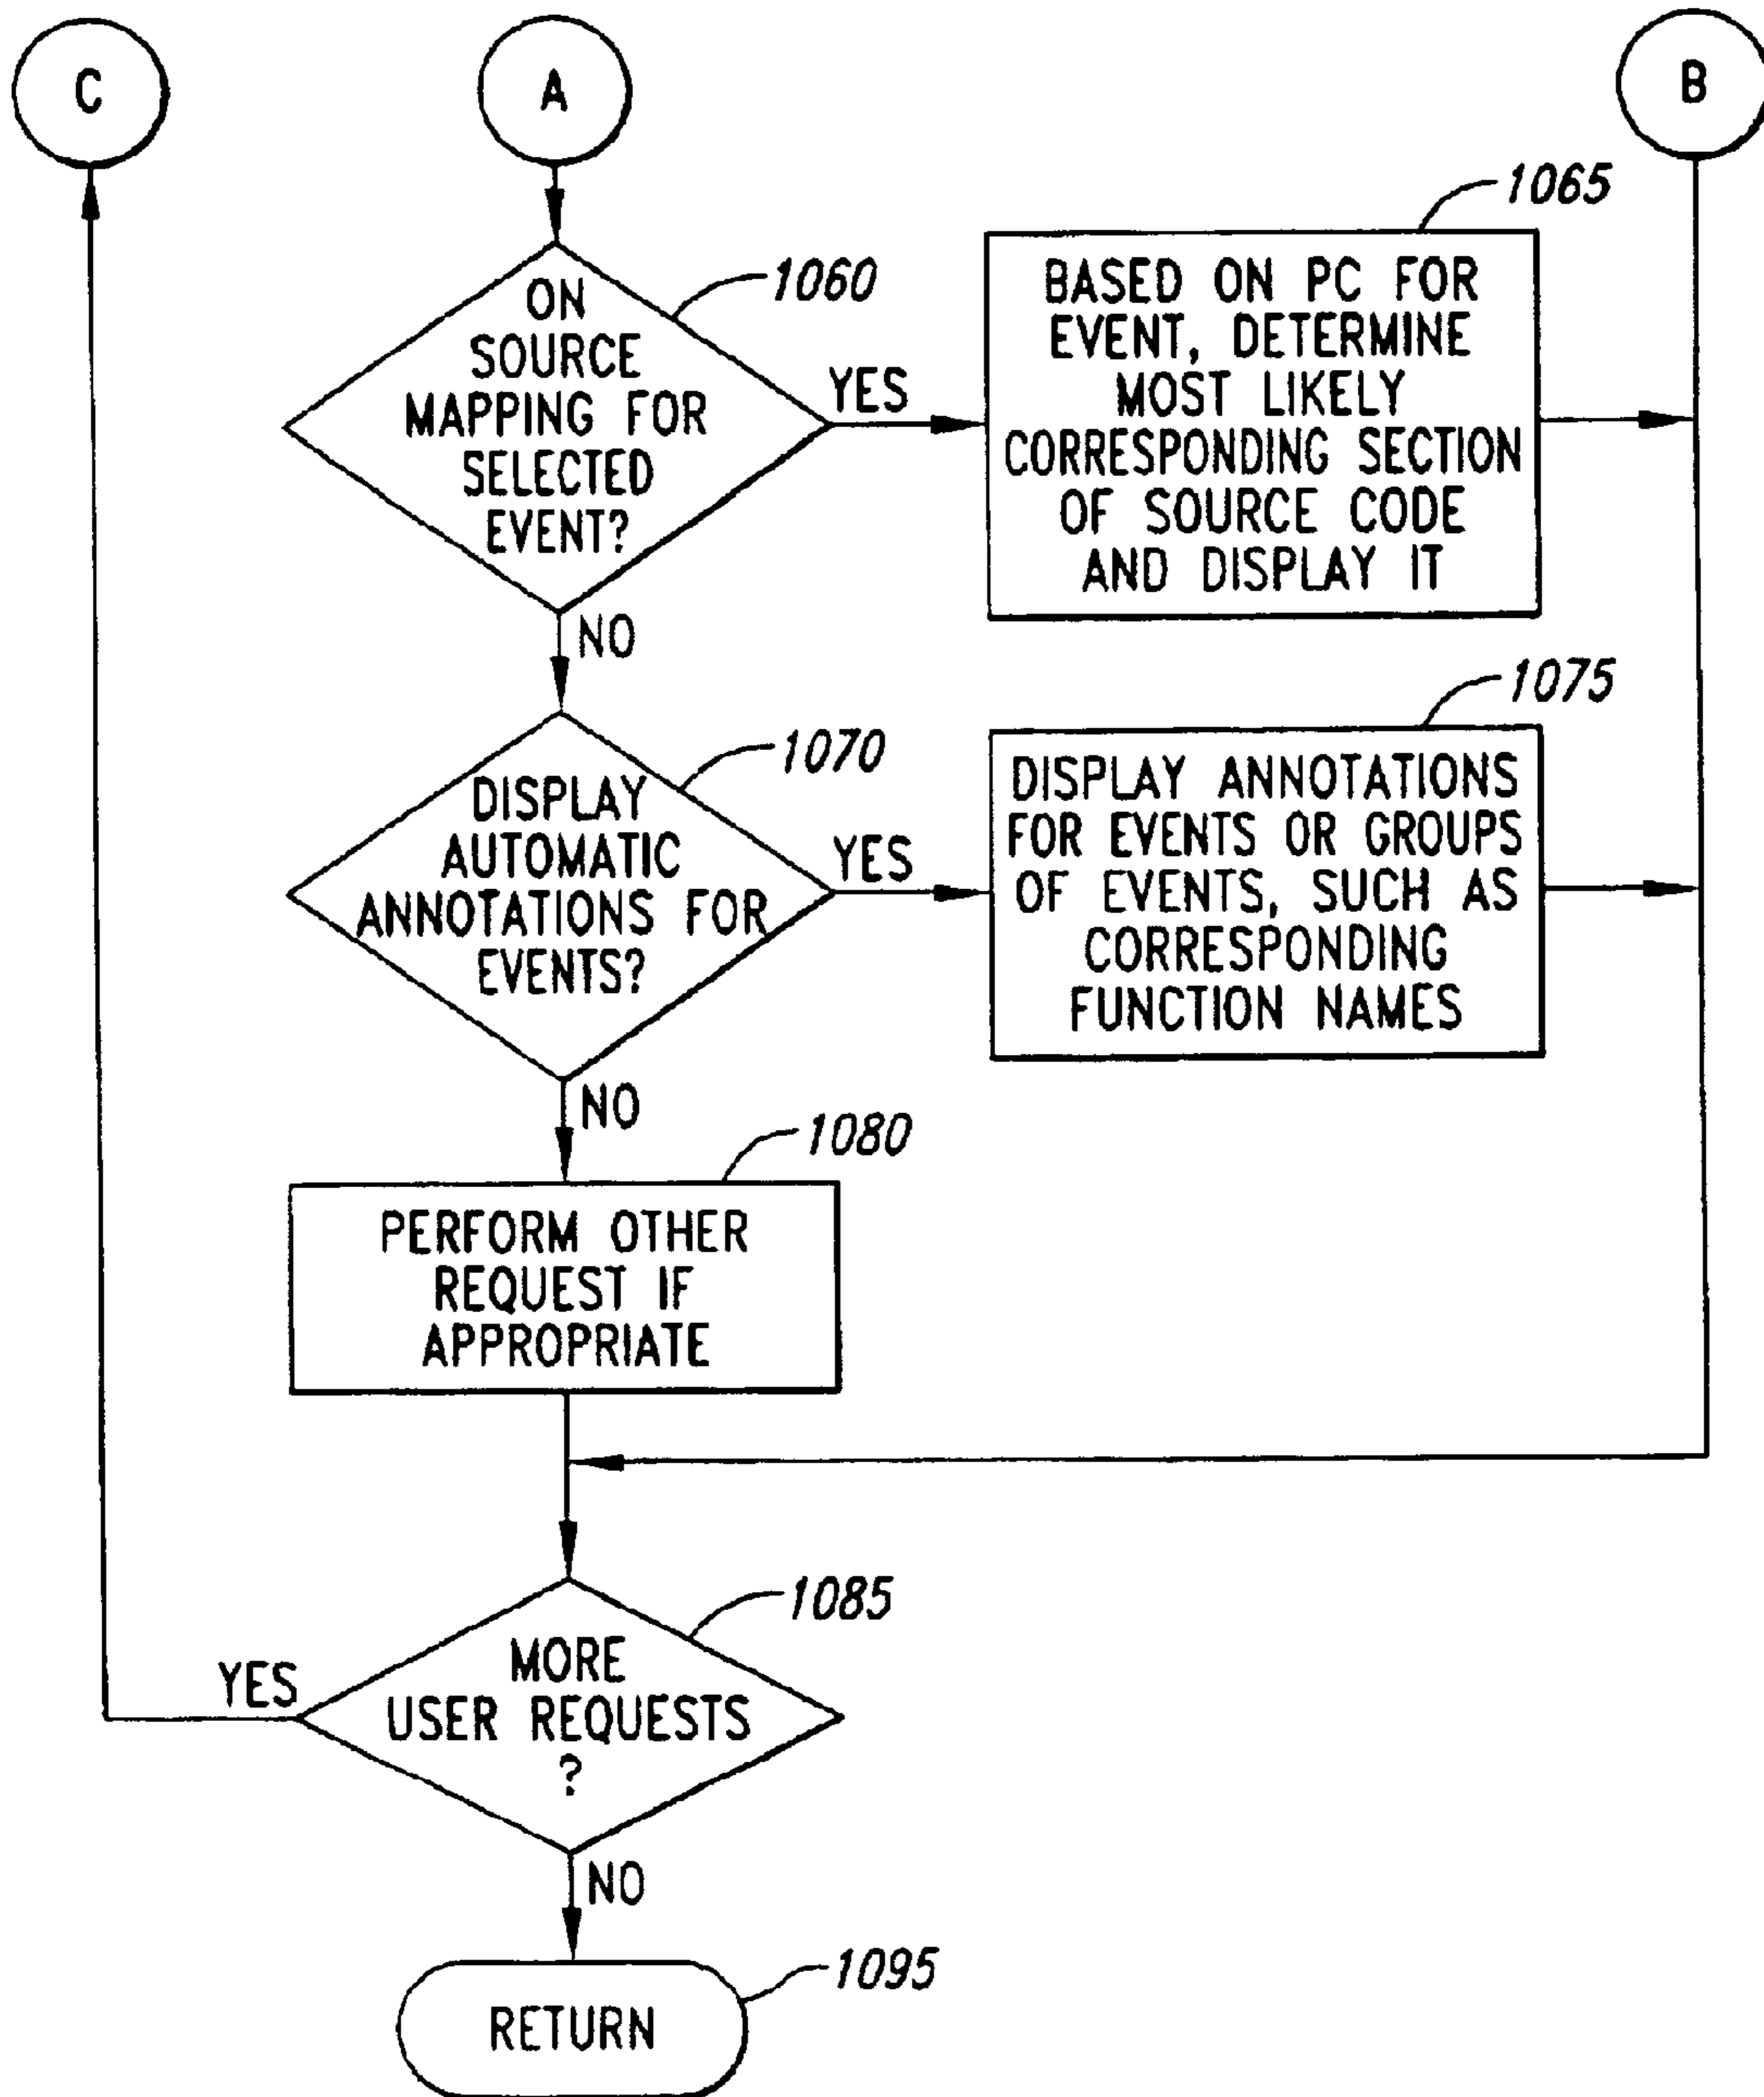 C
A
B
1060
ON
SOURCE
MAPPING FOR
SELECTED
EVENT?
YES
NO
1065
BASED ON PC FOR
EVENT, DETERMINE
MOST LIKELY
CORRESPONDING SECTION
OF SOURCE CODE
AND DISPLAY IT
1070
DISPLAY
AUTOMATIC
ANNOTATIONS FOR
EVENTS?
YES
NO
1075
DISPLAY ANNOTATIONS
FOR EVENTS OR GROUPS
OF EVENTS, SUCH AS
CORRESPONDING
FUNCTION NAMES
1080
PERFORM OTHER
REQUEST IF
APPROPRIATE
1085
MORE
USER REQUESTS
?
YES
NO
1095
RETURN